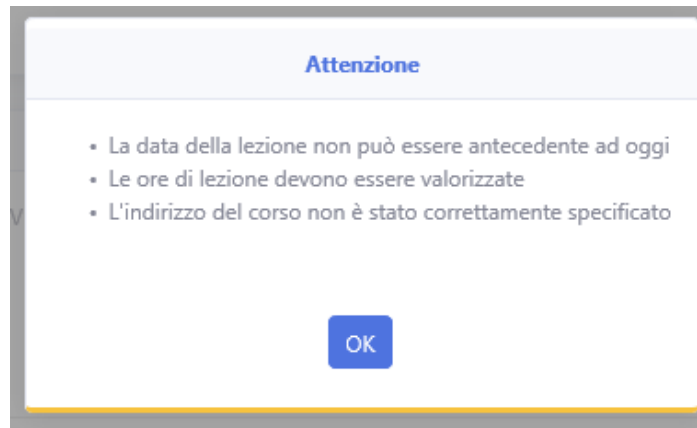 Attenzione
• La data della lezione non può essere antecedente ad oggi
• Le ore di lezione devono essere valorizzate
• L'indirizzo del corso non è stato correttamente specificato
OK